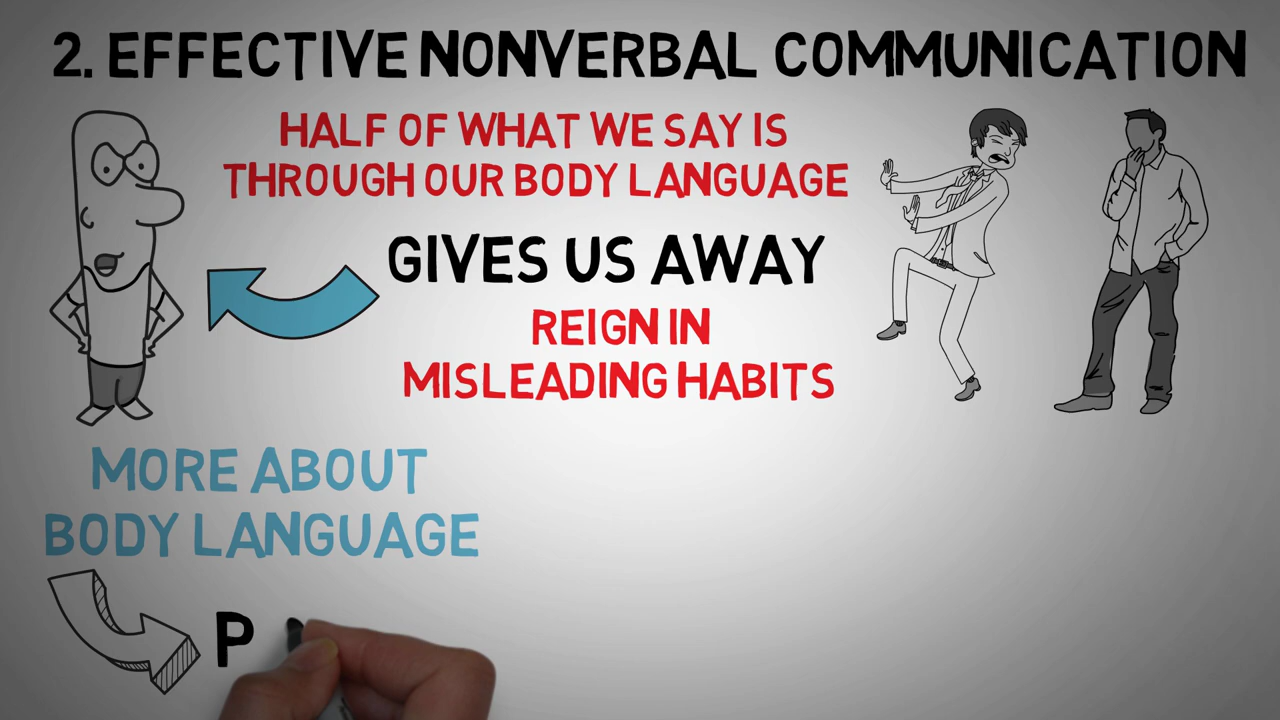 2. EFFECTIVE NONVERBAL COMMUNICATION
HALF OF WHAT WE SAY IS
THROUGH OUR BODY LANGUAGE
GIVES US AWAY
REIGN IN
MISLEADING HABITS
MORE ABOUT
BODY LANGUAGE
P